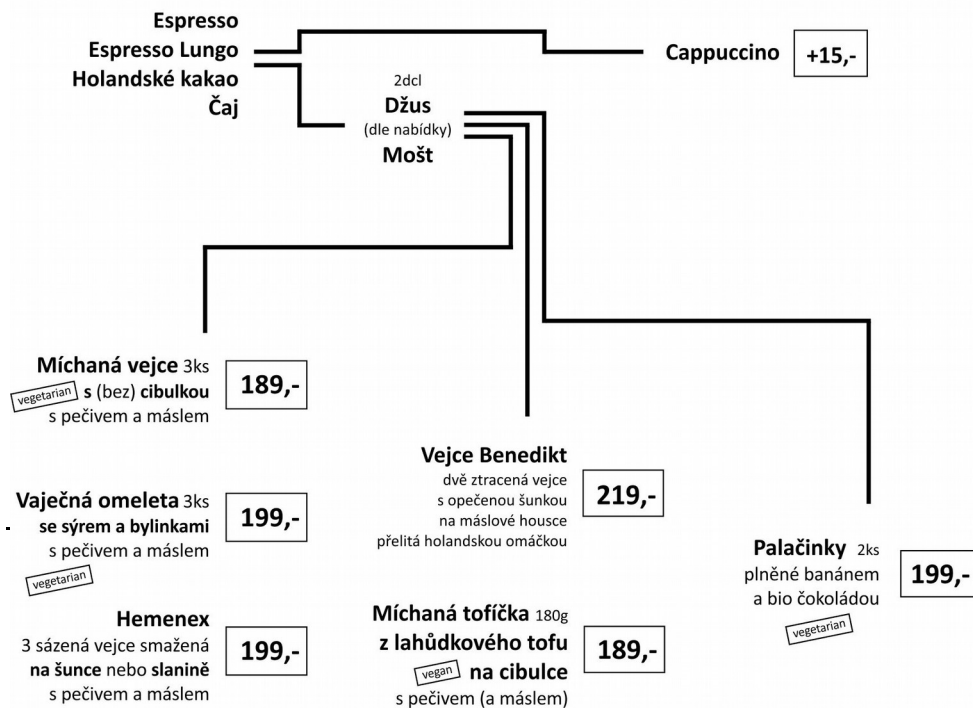 Espresso
Espresso Lungo
Holandské kakao
Čaj
Cappuccino +15,-
2dcl
Džus
(dle nabídky)
Mošt
Míchaná vejce 3ks
vegetarian s (bez) cibulkou
s pečivem a máslem
189,-
Vaječná omeleta 3ks
se sýrem a bylinkami
s pečivem a máslem
vegetarian
199,-
Hemenex
3 sázená vejce smažená
na šunce nebo slanině
s pečivem a máslem
199,-
Vejce Benedikt
dvě ztracená vejce
s opečenou šunkou
na máslové housce
přelitá holandskou omáčkou
219,-
Míchaná tofíčka 180g
z lahůdkového tofu
vegan na cibulce
s pečivem (a máslem)
189,-
Palačinky 2ks
plněné banánem
a bio čokoládou
vegetarian
199,-